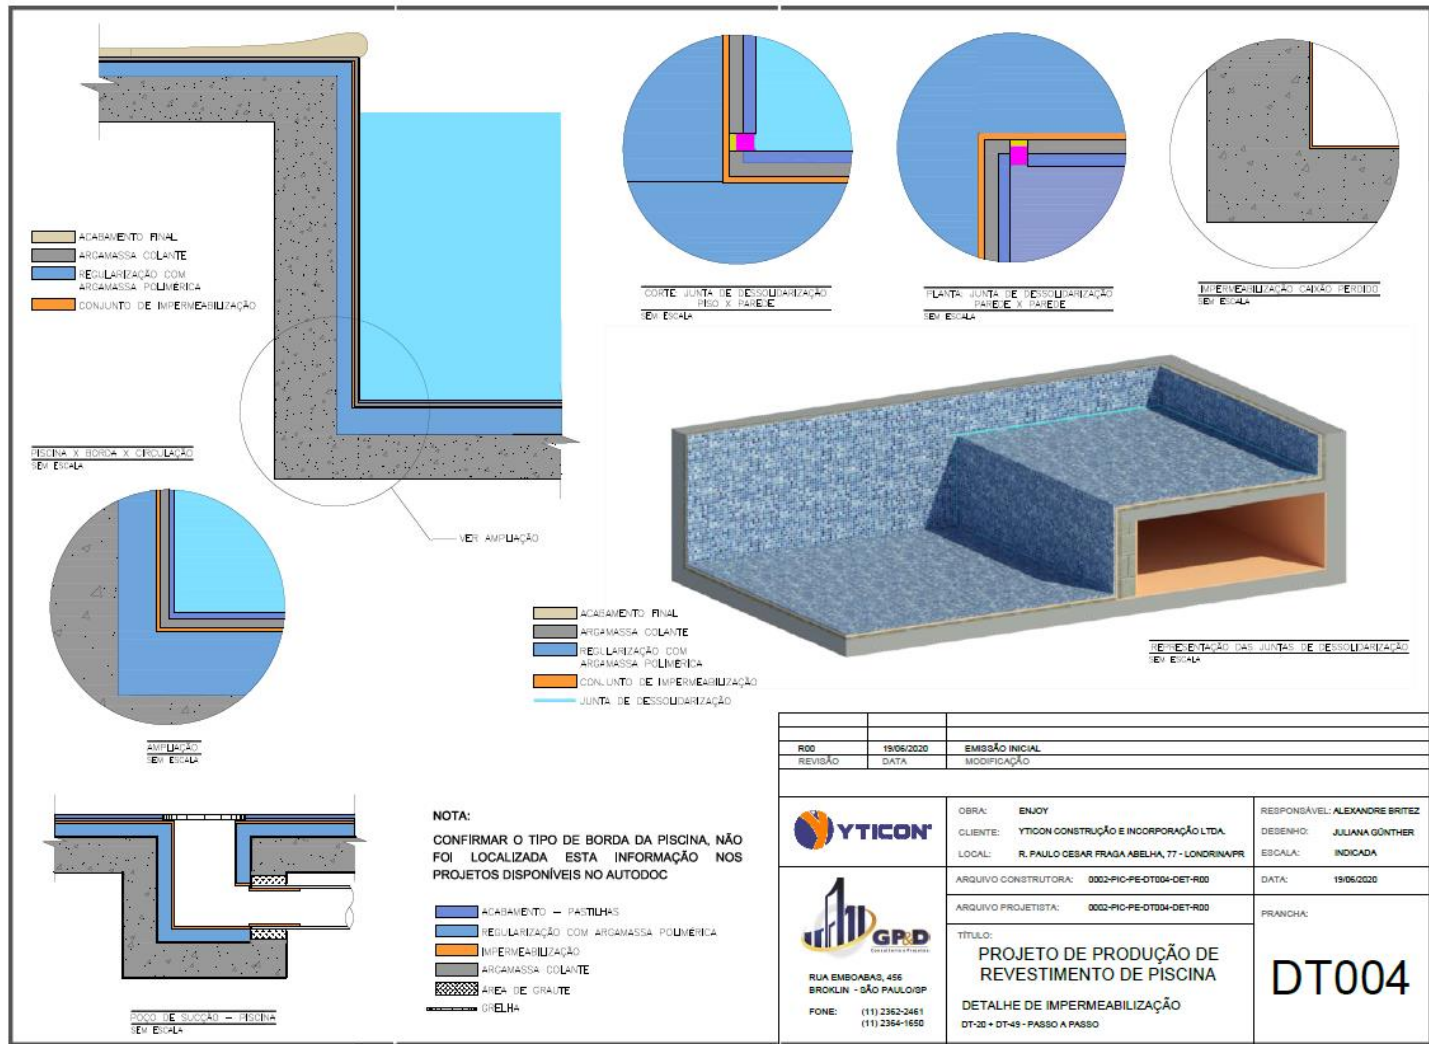 ACABAMENTO FINAL
ARGAMASSA COLANTE
REGULARIZAÇÃO COM
ARGAMASSA POLIMÉRICA
CONJUNTO DE IMPERMEABILIZAÇÃO
PISCINA X BORDA X CIRCULAÇÃO
SEM ESCALA
VER AMPLIAÇÃO
AMPLIAÇÃO
SEM ESCALA
CORTE: JUNTA DE DESSOLIDARIZAÇÃO
PISO X PAREDE
SEM ESCALA
PLANTA: JUNTA DE DESSOLIDARIZAÇÃO
PAREDE X PAREDE
SEM ESCALA
IMPERMEABILIZAÇÃO CAIXÃO PERDIDO
SEM ESCALA
ACABAMENTO FINAL
ARGAMASSA COLANTE
REGULARIZAÇÃO COM
ARGAMASSA POLIMÉRICA
CONJUNTO DE IMPERMEABILIZAÇÃO
JUNTA DE DESSOLIDARIZAÇÃO
REPRESENTAÇÃO DAS JUNTAS DE DESSOLIDARIZAÇÃO
SEM ESCALA
POÇO DE SUCÇÃO – PISCINA
SEM ESCALA
NOTA:
CONFIRMAR O TIPO DE BORDA DA PISCINA, NÃO
FOI LOCALIZADA ESTA INFORMAÇÃO NOS
PROJETOS DISPONÍVEIS NO AUTODOC
ACABAMENTO – PASTILHAS
REGULARIZAÇÃO COM ARGAMASSA POLIMÉRICA
IMPERMEABILIZAÇÃO
ARGAMASSA COLANTE
ÁREA DE GRAUTE
GRELHA
R00 19/06/2020 EMISSÃO INICIAL
REVISÃO DATA MODIFICAÇÃO
YTICON
OBRA: ENJOY
CLIENTE: YTICON CONSTRUÇÃO E INCORPORAÇÃO LTDA.
LOCAL: R. PAULO CESAR FRAGA ABELHA, 77 - LONDRINA/PR
RESPONSÁVEL: ALEXANDRE BRITEZ
DESENHO: JULIANA GÜNTHER
ESCALA: INDICADA
ARQUIVO CONSTRUTORA: 0002-PIC-PE-DT004-DET-R00
DATA: 19/06/2020
ARQUIVO PROJETISTA: 0002-PIC-PE-DT004-DET-R00
PRANCHA:
DT004
GP&D
Consultoria e Projetos
RUA EMBOABAS, 456
BROKLIN - SÃO PAULO/SP
FONE: (11) 2362-2461
(11) 2364-1650
TÍTULO:
PROJETO DE PRODUÇÃO DE
REVESTIMENTO DE PISCINA
DETALHE DE IMPERMEABILIZAÇÃO
DT-20 + DT-49 - PASSO A PASSO